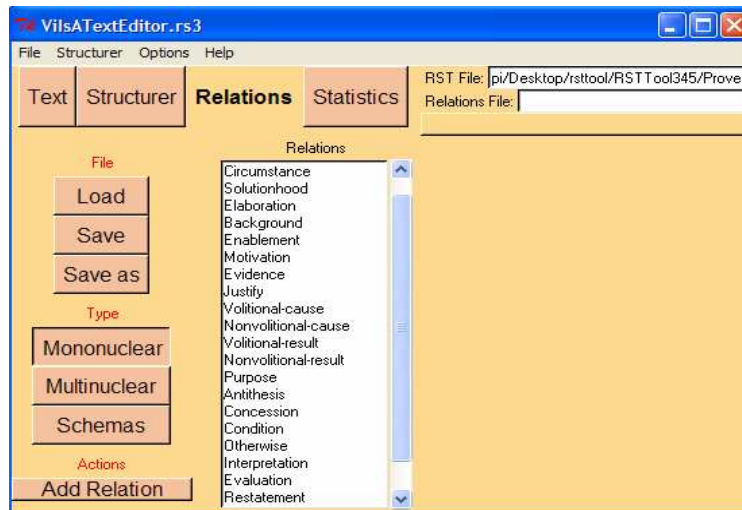 VilsATextEditor.rs3
File Structurer Options Help
Text Structurer Relations Statistics
RST File: pi/Desktop/rsttool/RSTTool345/Prove
Relations File:
File
Load
Save
Save as
Type
Mononuclear
Multinuclear
Schemas
Actions
Add Relation
Relations
Circumstance
Solutionhood
Elaboration
Background
Enablement
Motivation
Evidence
Justify
Volitional-cause
Nonvolitional-cause
Volitional-result
Nonvolitional-result
Purpose
Antithesis
Concession
Condition
Otherwise
Interpretation
Evaluation
Restatement